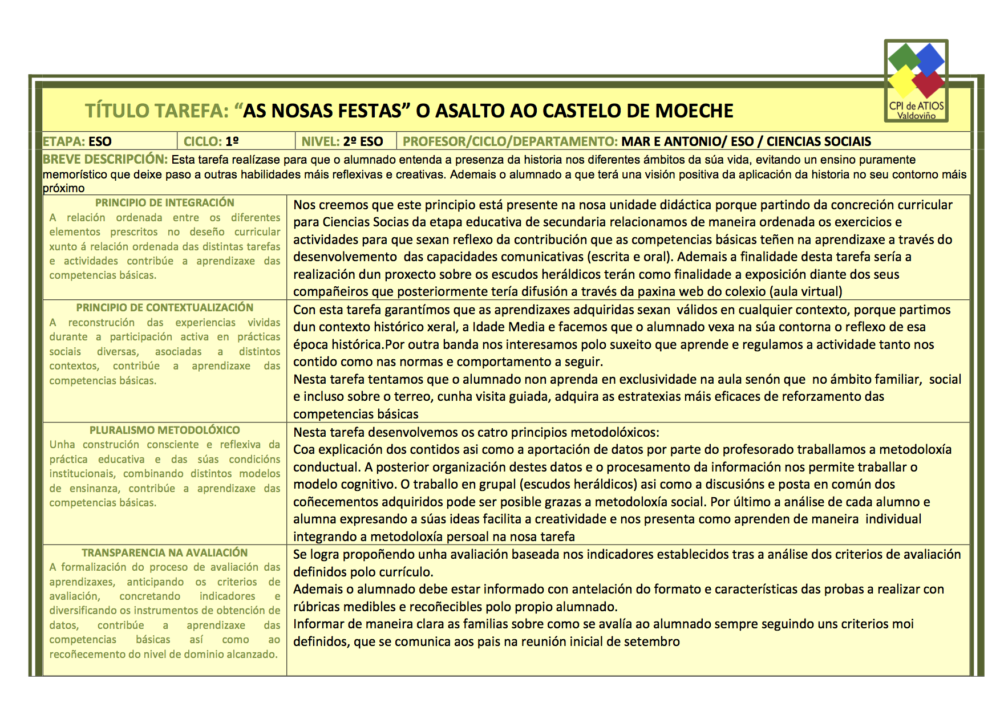 CPI de ATIOS
Valdoviño
TÍTULO TAREFA: “AS NOSAS FESTAS” O ASALTO AO CASTELO DE MOECHE
ETAPA: ESO CICLO: 1º NIVEL: 2º ESO PROFESOR/CICLO/DEPARTAMENTO: MAR E ANTONIO/ ESO / CIENCIAS SOCIAIS
BREVE DESCRIPCIÓN: Esta tarefa realízase para que o alumnado entenda a presenza da historia nos diferentes ámbitos da súa vida, evitando un ensino puramente
memorístico que deixe paso a outras habilidades máis reflexivas e creativas. Ademais o alumnado a que terá una visión positiva da aplicación da historia no seu contorno máis
próximo
PRINCIPIO DE INTEGRACIÓN
A relación ordenada entre os diferentes
elementos prescritos no deseño curricular
xunto á relación ordenada das distintas tarefas
e actividades contribúe a aprendizaxe das
competencias básicas.
Nos creemos que este principio está presente na nosa unidade didáctica porque partindo da concreción curricular
para Ciencias Socias da etapa educativa de secundaria relacionamos de maneira ordenada os exercicios e
actividades para que sexan reflexo da contribución que as competencias básicas teñen na aprendizaxe a través do
desenvolvemento  das capacidades comunicativas (escrita e oral). Ademais a finalidade desta tarefa sería a
realización dun proxecto sobre os escudos heráldicos terán como finalidade a exposición diante dos seus
compañeiros que posteriormente tería difusión a través da paxina web do colexio (aula virtual)
PRINCIPIO DE CONTEXTUALIZACIÓN
A reconstrución das experiencias vividas
durante a participación activa en prácticas
sociais diversas, asociadas a distintos
contextos, contribúe a aprendizaxe das
competencias básicas.
Con esta tarefa garantímos que as aprendizaxes adquiridas sexan  válidos en cualquier contexto, porque partimos
dun contexto histórico xeral, a Idade Media e facemos que o alumnado vexa na súa contorna o reflexo de esa
época histórica.Por outra banda nos interesamos polo suxeito que aprende e regulamos a actividade tanto nos
contido como nas normas e comportamento a seguir.
Nesta tarefa tentamos que o alumnado non aprenda en exclusividade na aula senón que  no ámbito familiar,  social
e incluso sobre o terreo, cunha visita guiada, adquira as estratexias máis eficaces de reforzamento das
competencias básicas
PLURALISMO METODOLÓXICO
Unha construción consciente e reflexiva da
práctica educativa e das súas condicións
institucionais, combinando distintos modelos
de ensinanza, contribúe a aprendizaxe das
competencias básicas.
Nesta tarefa desenvolvemos os catro principios metodolóxicos:
Coa explicación dos contidos asi como a aportación de datos por parte do profesorado traballamos a metodoloxía
conductual. A posterior organización destes datos e o procesamento da información nos permite traballar o
modelo cognitivo. O traballo en grupal (escudos heráldicos) asi como a discusións e posta en común dos
coñecementos adquiridos pode ser posible grazas a metodoloxía social. Por último a análise de cada alumno e
alumna expresando a súas ideas facilita a creatividade e nos presenta como aprenden de maneira  individual
integrando a metodoloxía persoal na nosa tarefa
TRANSPARENCIA NA AVALIACIÓN
A formalización do proceso de avaliación das
aprendizaxes, anticipando os criterios de
avaliación, concretando indicadores e
diversificando os instrumentos de obtención de
datos, contribúe a aprendizaxe das
competencias básicas así como ao
recoñecemento do nivel de dominio alcanzado.
Se logra propoñendo unha avaliación baseada nos indicadores establecidos tras a análise dos criterios de avaliación
definidos polo currículo.
Ademais o alumnado debe estar informado con antelación do formato e características das probas a realizar con
rúbricas medibles e recoñecibles polo propio alumnado.
Informar de maneira clara as familias sobre como se avalía ao alumnado sempre seguindo uns criterios moi
definidos, que se comunica aos pais na reunión inicial de setembro